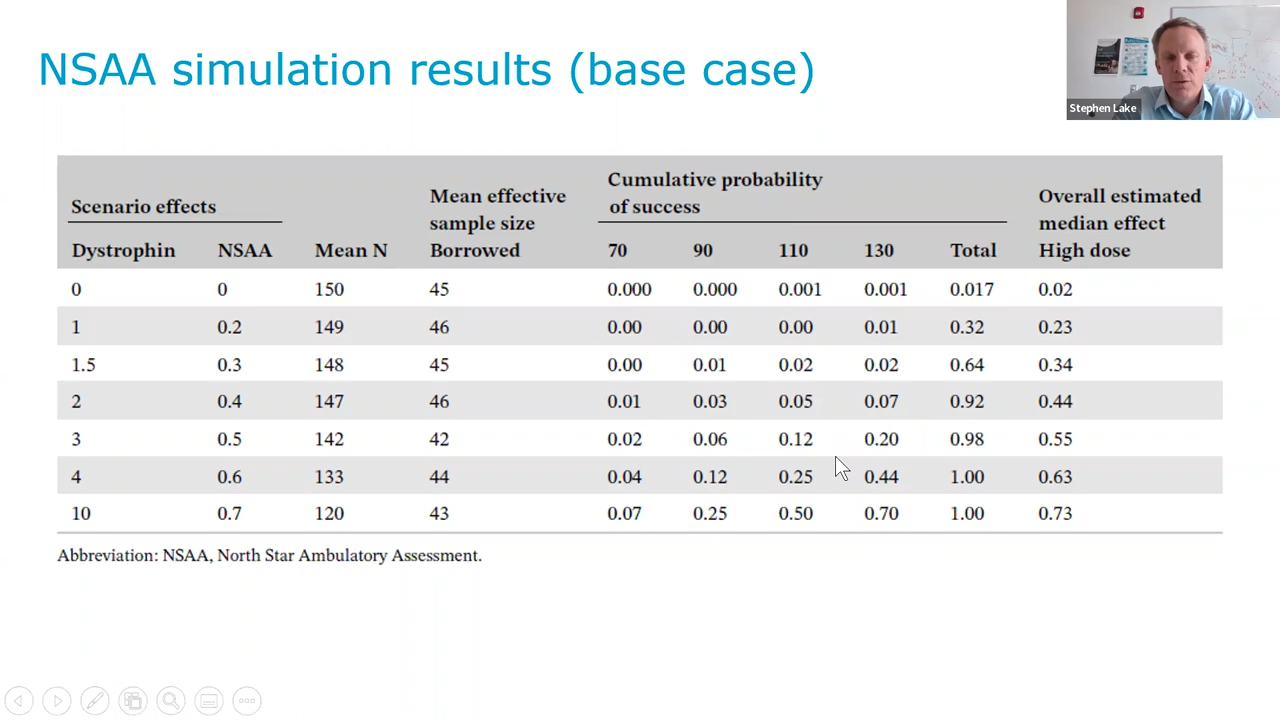 NSAA simulation results (base case)
Stephen Lake
Scenario effects Mean effective sample size Cumulative probability of success Overall estimated median effect
Dystrophin NSAA Mean N Borrowed 70 90 110 130 Total High dose
0 0 150 45 0.000 0.000 0.001 0.001 0.017 0.02
1 0.2 149 46 0.00 0.00 0.00 0.01 0.32 0.23
1.5 0.3 148 45 0.00 0.01 0.02 0.02 0.64 0.34
2 0.4 147 46 0.01 0.03 0.05 0.07 0.92 0.44
3 0.5 142 42 0.02 0.06 0.12 0.20 0.98 0.55
4 0.6 133 44 0.04 0.12 0.25 0.44 1.00 0.63
10 0.7 120 43 0.07 0.25 0.50 0.70 1.00 0.73
Abbreviation: NSAA, North Star Ambulatory Assessment.